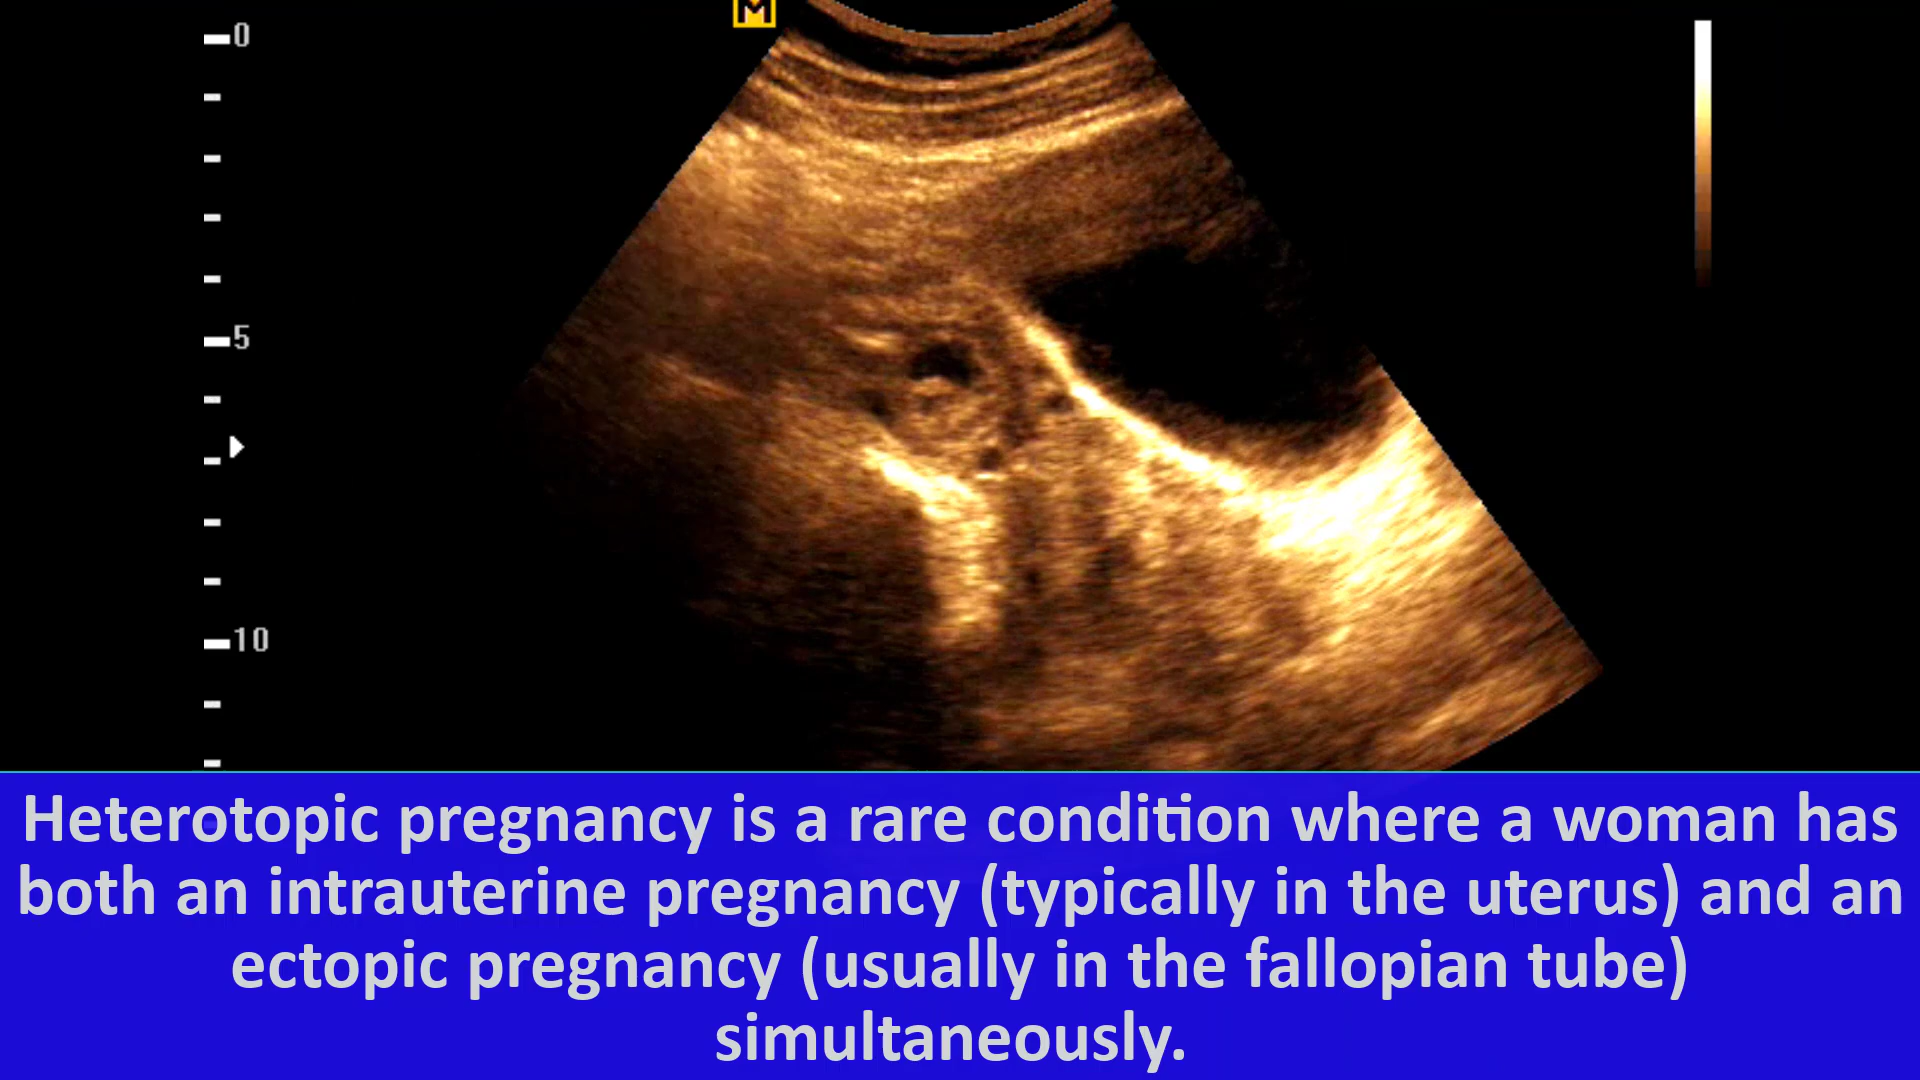 M
0
5
10
Heterotopic pregnancy is a rare condition where a woman has
both an intrauterine pregnancy (typically in the uterus) and an
ectopic pregnancy (usually in the fallopian tube)
simultaneously.